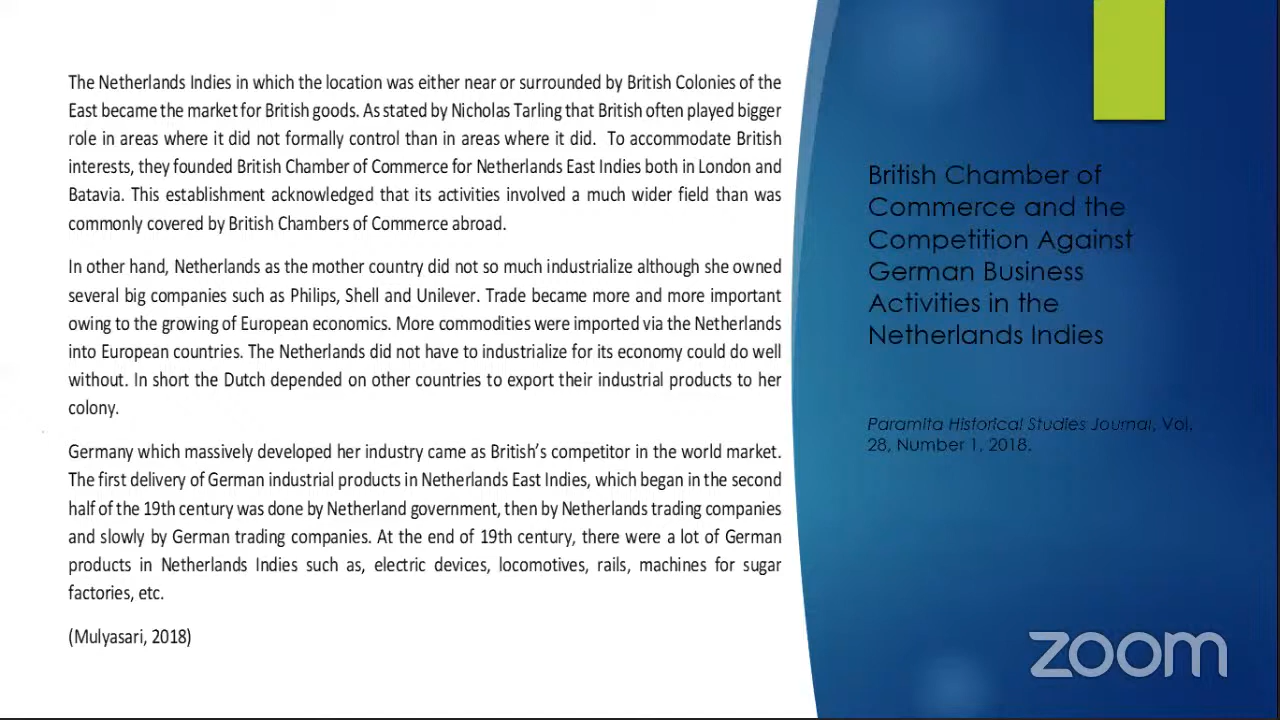 The Netherlands Indies in which the location was either near or surrounded by British Colonies of the
East became the market for British goods. As stated by Nicholas Tarling that British often played bigger
role in areas where it did not formally control than in areas where it did. To accommodate British
interests, they founded British Chamber of Commerce for Netherlands East Indies both in London and
Batavia. This establishment acknowledged that its activities involved a much wider field than was
commonly covered by British Chambers of Commerce abroad.
In other hand, Netherlands as the mother country did not so much industrialize although she owned
several big companies such as Philips, Shell and Unilever. Trade became more and more important
owing to the growing of European economics. More commodities were imported via the Netherlands
into European countries. The Netherlands did not have to industrialize for its economy could do well
without. In short the Dutch depended on other countries to export their industrial products to her
colony.
Germany which massively developed her industry came as British’s competitor in the world market.
The first delivery of German industrial products in Netherlands East Indies, which began in the second
half of the 19th century was done by Netherland government, then by Netherlands trading companies
and slowly by German trading companies. At the end of 19th century, there were a lot of German
products in Netherlands Indies such as, electric devices, locomotives, rails, machines for sugar
factories, etc.
(Mulyasari, 2018)
British Chamber of
Commerce and the
Competition Against
German Business
Activities in the
Netherlands Indies
Paramita Historical Studies Journal, Vol.
28, Number 1, 2018.
zoom